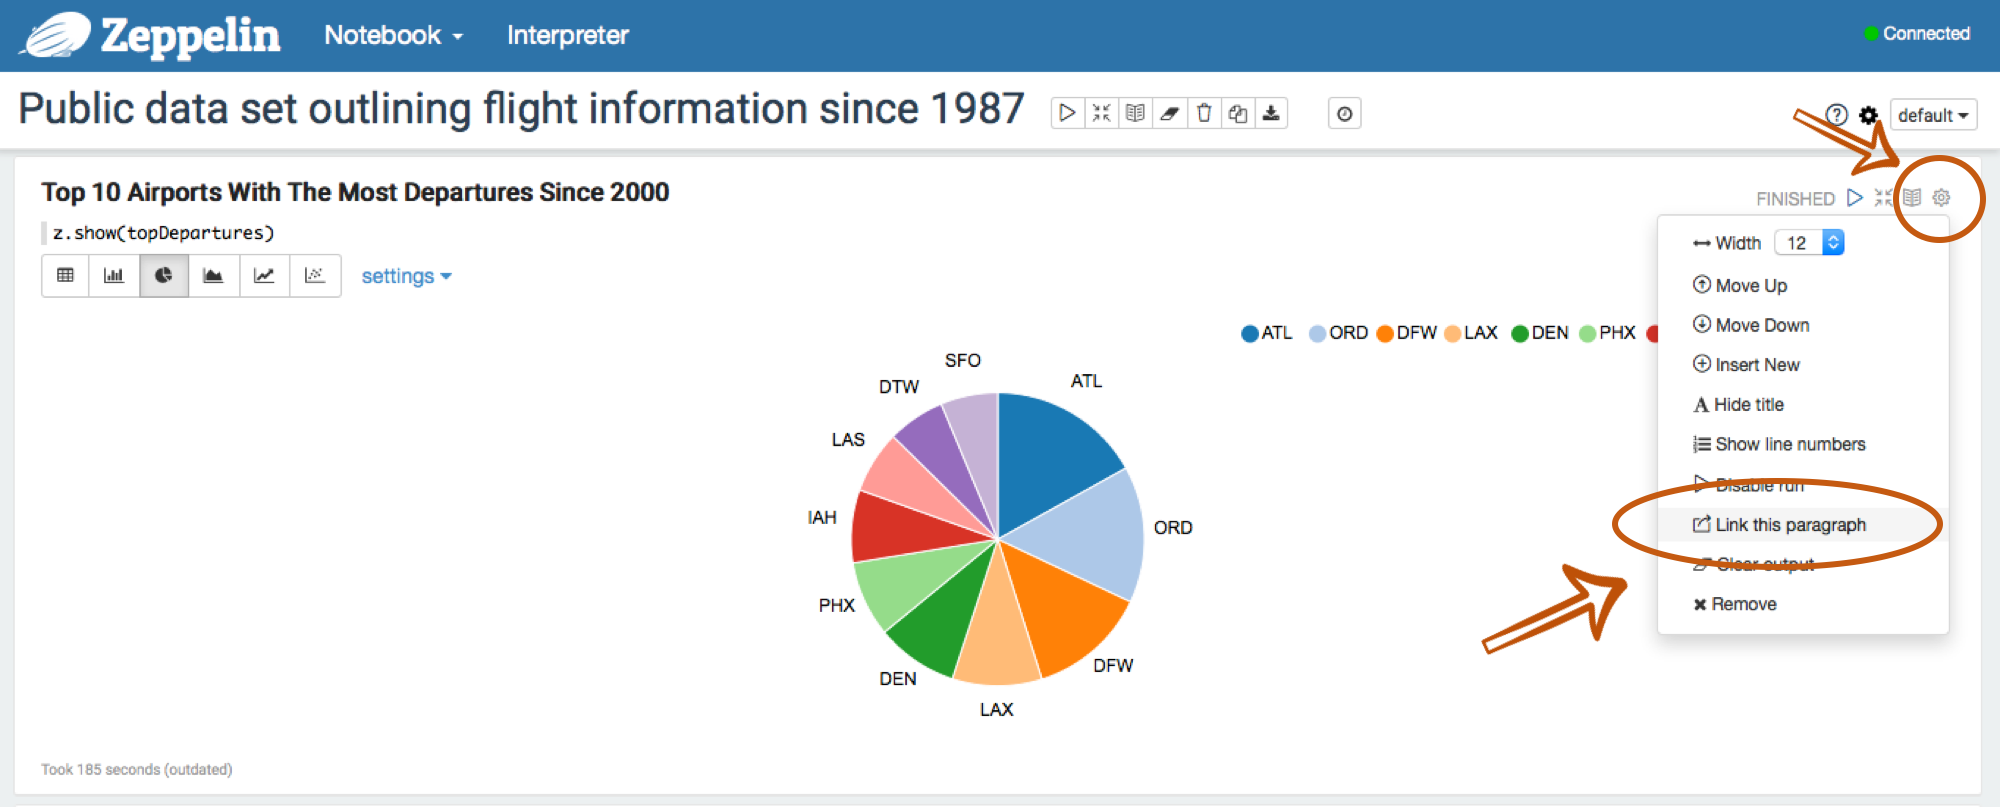 Zeppelin Notebook Interpreter Connected
Public data set outlining flight information since 1987 default
Top 10 Airports With The Most Departures Since 2000
FINISHED
z.show(topDepartures)
settings
Width 12
Move Up
Move Down
Insert New
Hide title
Show line numbers
Disable run
Link this paragraph
Clear output
Remove
ATL ORD DFW LAX DEN PHX
SFO
ATL
DTW
LAS
IAH
ORD
PHX
DFW
DEN
LAX
Took 185 seconds (outdated)